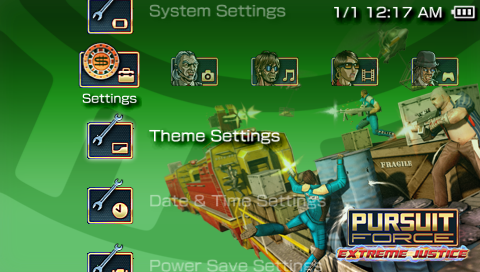 System Settings
1/1 12:17 AM
Settings
Theme Settings
FRAGILE
Date & Time Settings
PURSUIT
FORCE
EXTREME JUSTICE
Power Save Settings